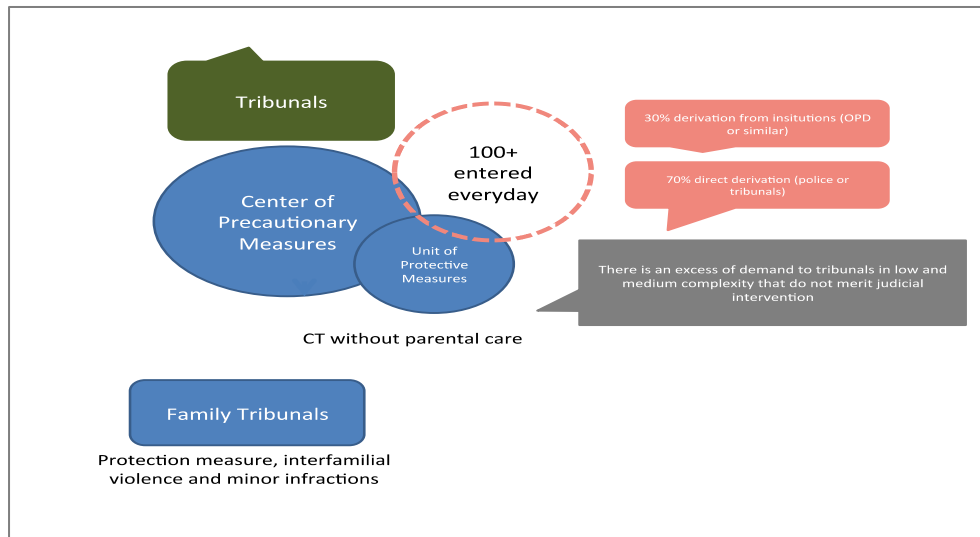 Tribunals
100+
entered
everyday
30% derivation from insitutions (OPD
or similar)
70% direct derivation (police or
tribunals)
Center of
Precautionary
Measures
Unit of
Protective
Measures
There is an excess of demand to tribunals in low and
medium complexity that do not merit judicial
intervention
CT without parental care
Family Tribunals
Protection measure, interfamilial
violence and minor infractions